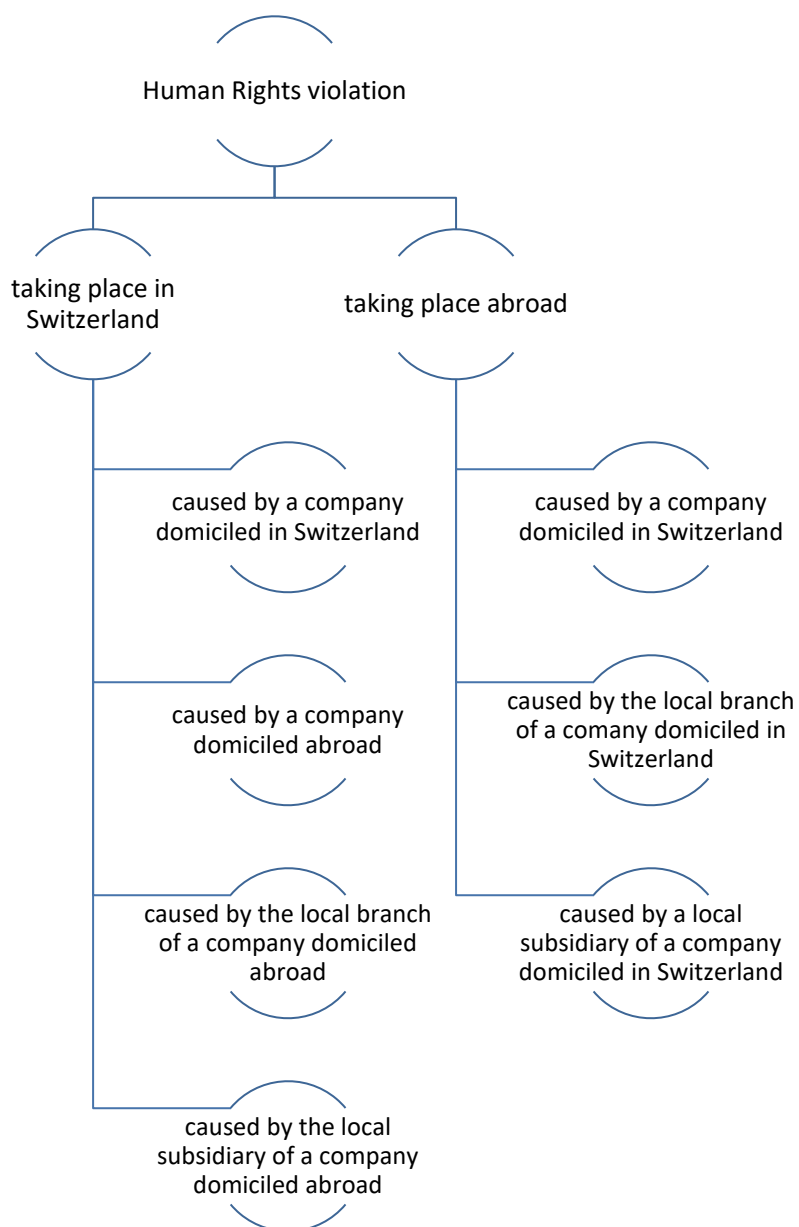 Human Rights violation
taking place in
Switzerland
taking place abroad
caused by a company
domiciled in Switzerland
caused by a company
domiciled abroad
caused by the local branch
of a company domiciled
abroad
caused by the local
subsidiary of a company
domiciled abroad
caused by a company
domiciled in Switzerland
caused by the local branch
of a comany domiciled in
Switzerland
caused by a local
subsidiary of a company
domiciled in Switzerland